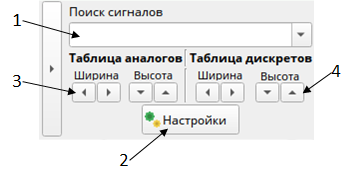 Поиск сигналов
1
Таблица аналогов Таблица дискретов
Ширина Высота Ширина Высота
3
4
Настройки
2